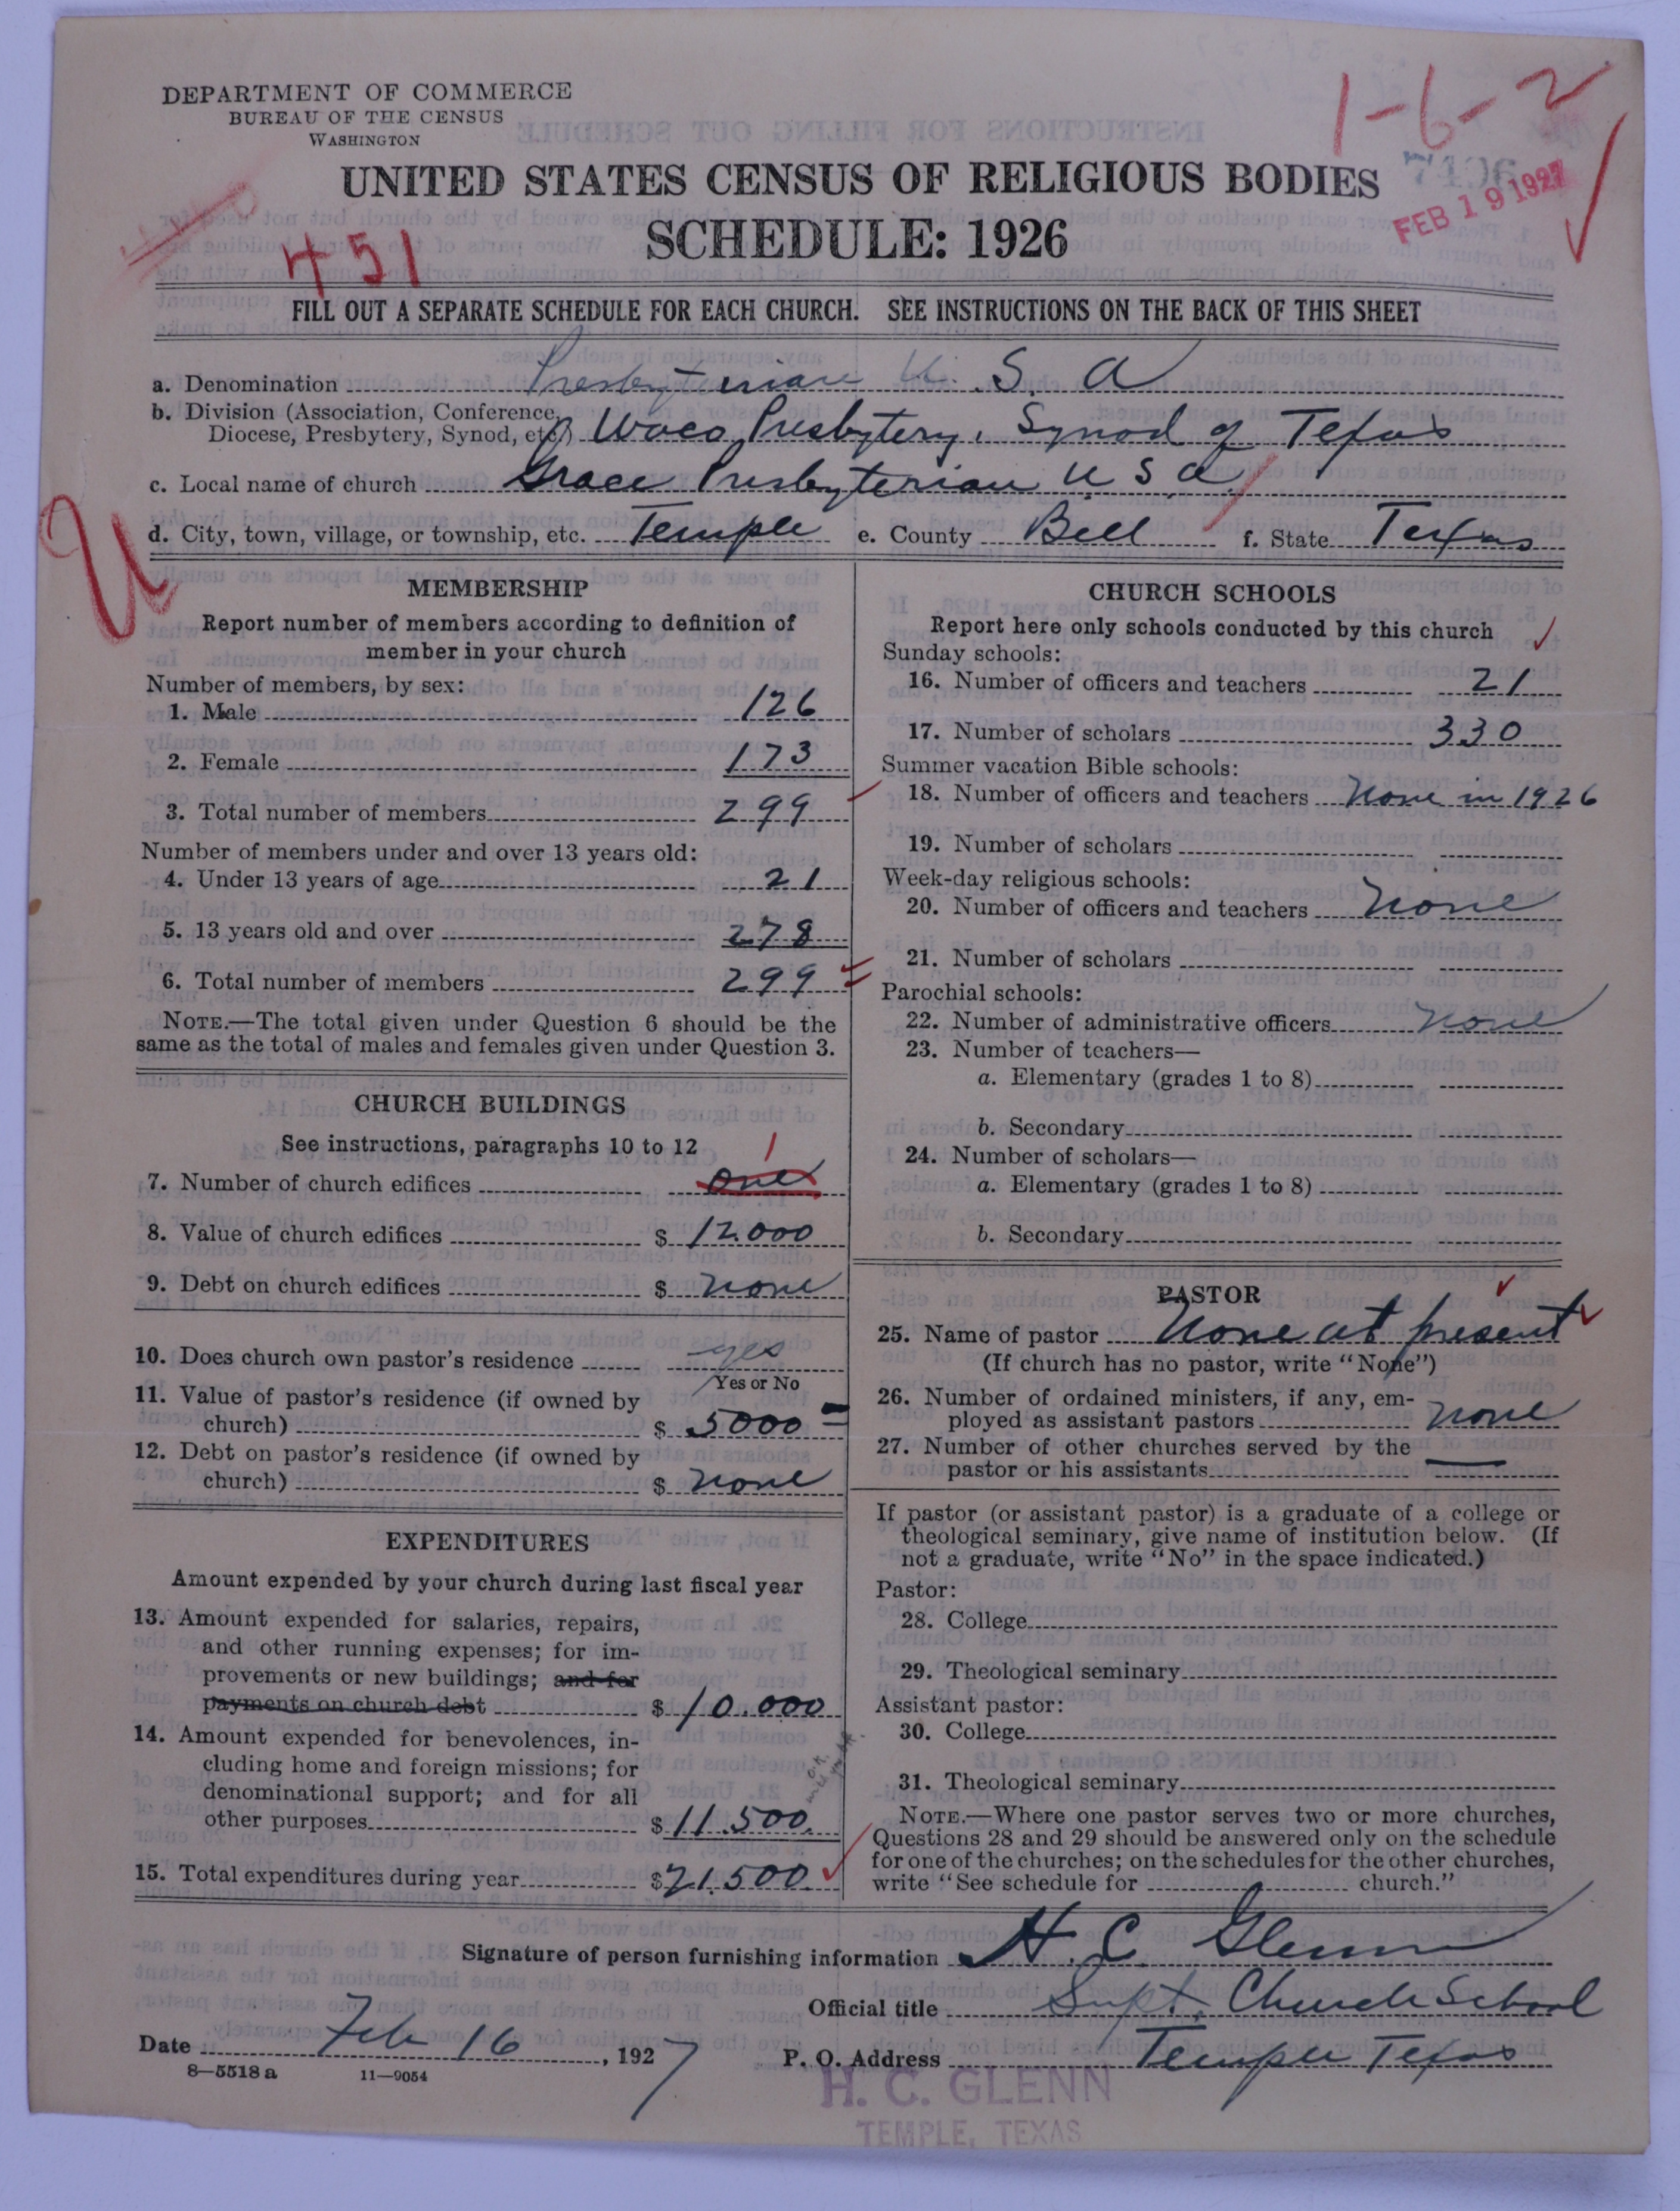 DEPARTMENT OF COMMERCE
BUREAU OF THE CENSUS
WASHINGTON
1-6-2
7406
FEB 19 1927
UNITED STATES CENSUS OF RELIGIOUS BODIES
SCHEDULE: 1926
451
FILL OUT A SEPARATE SCHEDULE FOR EACH CHURCH. SEE INSTRUCTIONS ON THE BACK OF THIS SHEET
a. Denomination Presbyterian U. S. A
b. Division (Association, Conference,
Diocese, Presbytery, Synod, etc.) Waco Presbytery, Synod of Texas
c. Local name of church Grace Presbyterian U S A
d. City, town, village, or township, etc. Temple e. County Bell f. State Texas
MEMBERSHIP
Report number of members according to definition of
member in your church
Number of members, by sex:
1. Male 126
2. Female 173
3. Total number of members 299
Number of members under and over 13 years old:
4. Under 13 years of age 21
5. 13 years old and over 278
6. Total number of members 299
NOTE.—The total given under Question 6 should be the
same as the total of males and females given under Question 3.
CHURCH BUILDINGS
See instructions, paragraphs 10 to 12
7. Number of church edifices one 1
8. Value of church edifices $ 12.000
9. Debt on church edifices $ none
10. Does church own pastor's residence yes
Yes or No
11. Value of pastor's residence (if owned by
church) $ 5000
12. Debt on pastor's residence (if owned by
church) $ none
EXPENDITURES
Amount expended by your church during last fiscal year
13. Amount expended for salaries, repairs,
and other running expenses; for im-
provements or new buildings; and for
payments on church debt $ 10.000
14. Amount expended for benevolences, in-
cluding home and foreign missions; for
denominational support; and for all
other purposes $ 11.500.
15. Total expenditures during year $ 21.500.
CHURCH SCHOOLS
Report here only schools conducted by this church
Sunday schools:
16. Number of officers and teachers 21
17. Number of scholars 330
Summer vacation Bible schools:
18. Number of officers and teachers None in 1926
19. Number of scholars
Week-day religious schools:
20. Number of officers and teachers None
21. Number of scholars
Parochial schools:
22. Number of administrative officers None
23. Number of teachers—
a. Elementary (grades 1 to 8)
b. Secondary
24. Number of scholars—
a. Elementary (grades 1 to 8)
b. Secondary
PASTOR
25. Name of pastor None at present
(If church has no pastor, write "None")
26. Number of ordained ministers, if any, em-
ployed as assistant pastors none
27. Number of other churches served by the
pastor or his assistants —
If pastor (or assistant pastor) is a graduate of a college or
theological seminary, give name of institution below. (If
not a graduate, write "No" in the space indicated.)
Pastor:
28. College
29. Theological seminary
Assistant pastor:
30. College
31. Theological seminary
NOTE.—Where one pastor serves two or more churches,
Questions 28 and 29 should be answered only on the schedule
for one of the churches; on the schedules for the other churches,
write "See schedule for church."
Signature of person furnishing information H. C Glenn
Official title Supt. Church School
Date Feb 16, 1927
P. O. Address Temple Texas
8—5518 a 11—9054
H. C. GLENN
TEMPLE, TEXAS